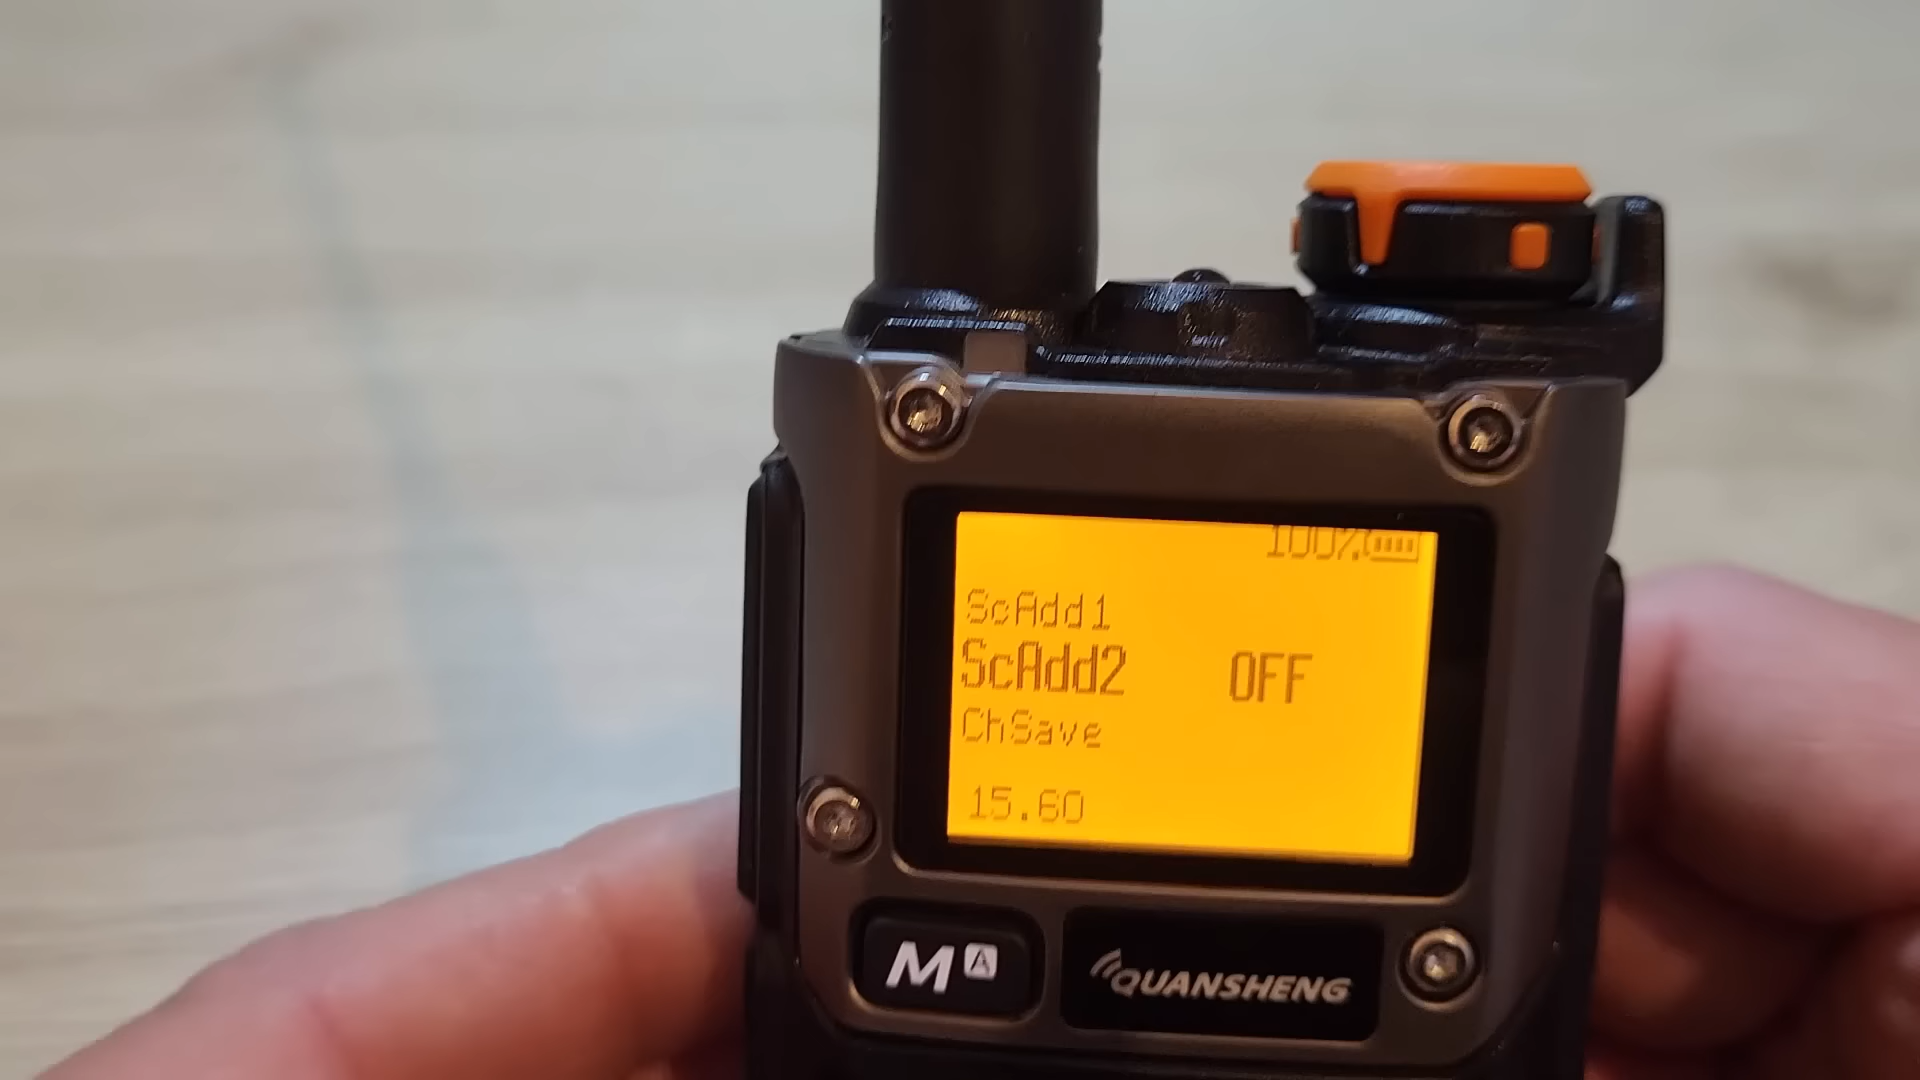 100%
ScAdd1
ScAdd2 OFF
ChSave
15.60
M A
QUANSHENG